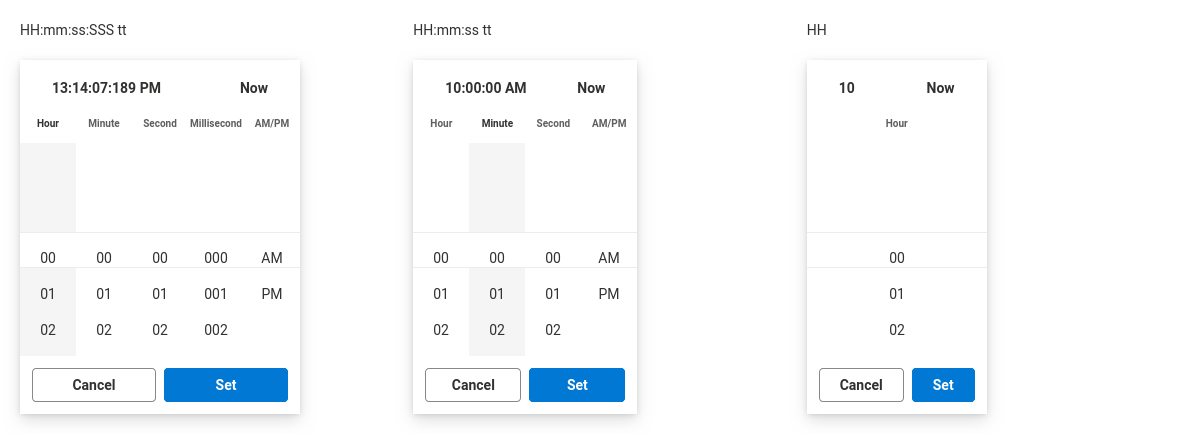 HH:mm:ss:SSS tt
HH:mm:ss tt
HH
13:14:07:189 PM Now
Hour Minute Second Millisecond AM/PM
00 00 00 000 AM
01 01 01 001 PM
02 02 02 002
Cancel Set
10:00:00 AM Now
Hour Minute Second AM/PM
00 00 00 AM
01 01 01 PM
02 02 02
Cancel Set
10 Now
Hour
00
01
02
Cancel Set